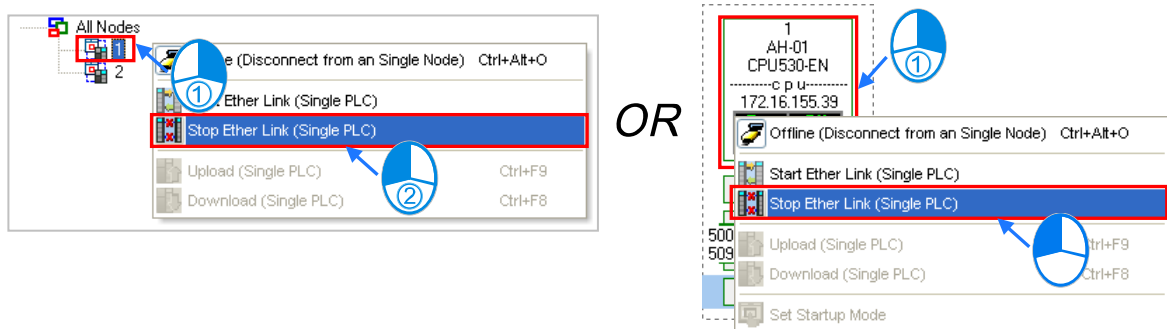 All Nodes
1
2
e (Disconnect from an Single Node) Ctrl+Alt+O
Ether Link (Single PLC)
①
Stop Ether Link (Single PLC)
Upload (Single PLC) Ctrl+F9
②
Download (Single PLC) Ctrl+F8
OR
1
AH-01
CPU530-EN
--------c p u--------
172.16.155.39
①
Offline (Disconnect from an Single Node) Ctrl+Alt+O
Start Ether Link (Single PLC)
Stop Ether Link (Single PLC)
500
509
Upload (Single PLC) trl+F9
Download (Single PLC) Ctrl+F8
Set Startup Mode